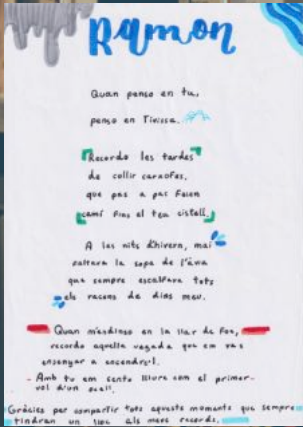 Ramon
Quan penso en tu,
penso en Tivissa.
Recordo les tardes
de collir carxofes,
que pas a pas feien
camí fins al teu cistell.
A les nits d'hivern, mai
faltava la sopa de l'àvia
que sempre escalfava tots
els racons de dins meu.
Quan m'endinso en la llar de foc,
recordo aquella vegada que em vas
ensenyar a encendre'l.
Amb tu em sento lliure com el primer
vol d'un ocell.
Gràcies per compartir tots aquests moments que sempre
tindran un lloc als meus records.